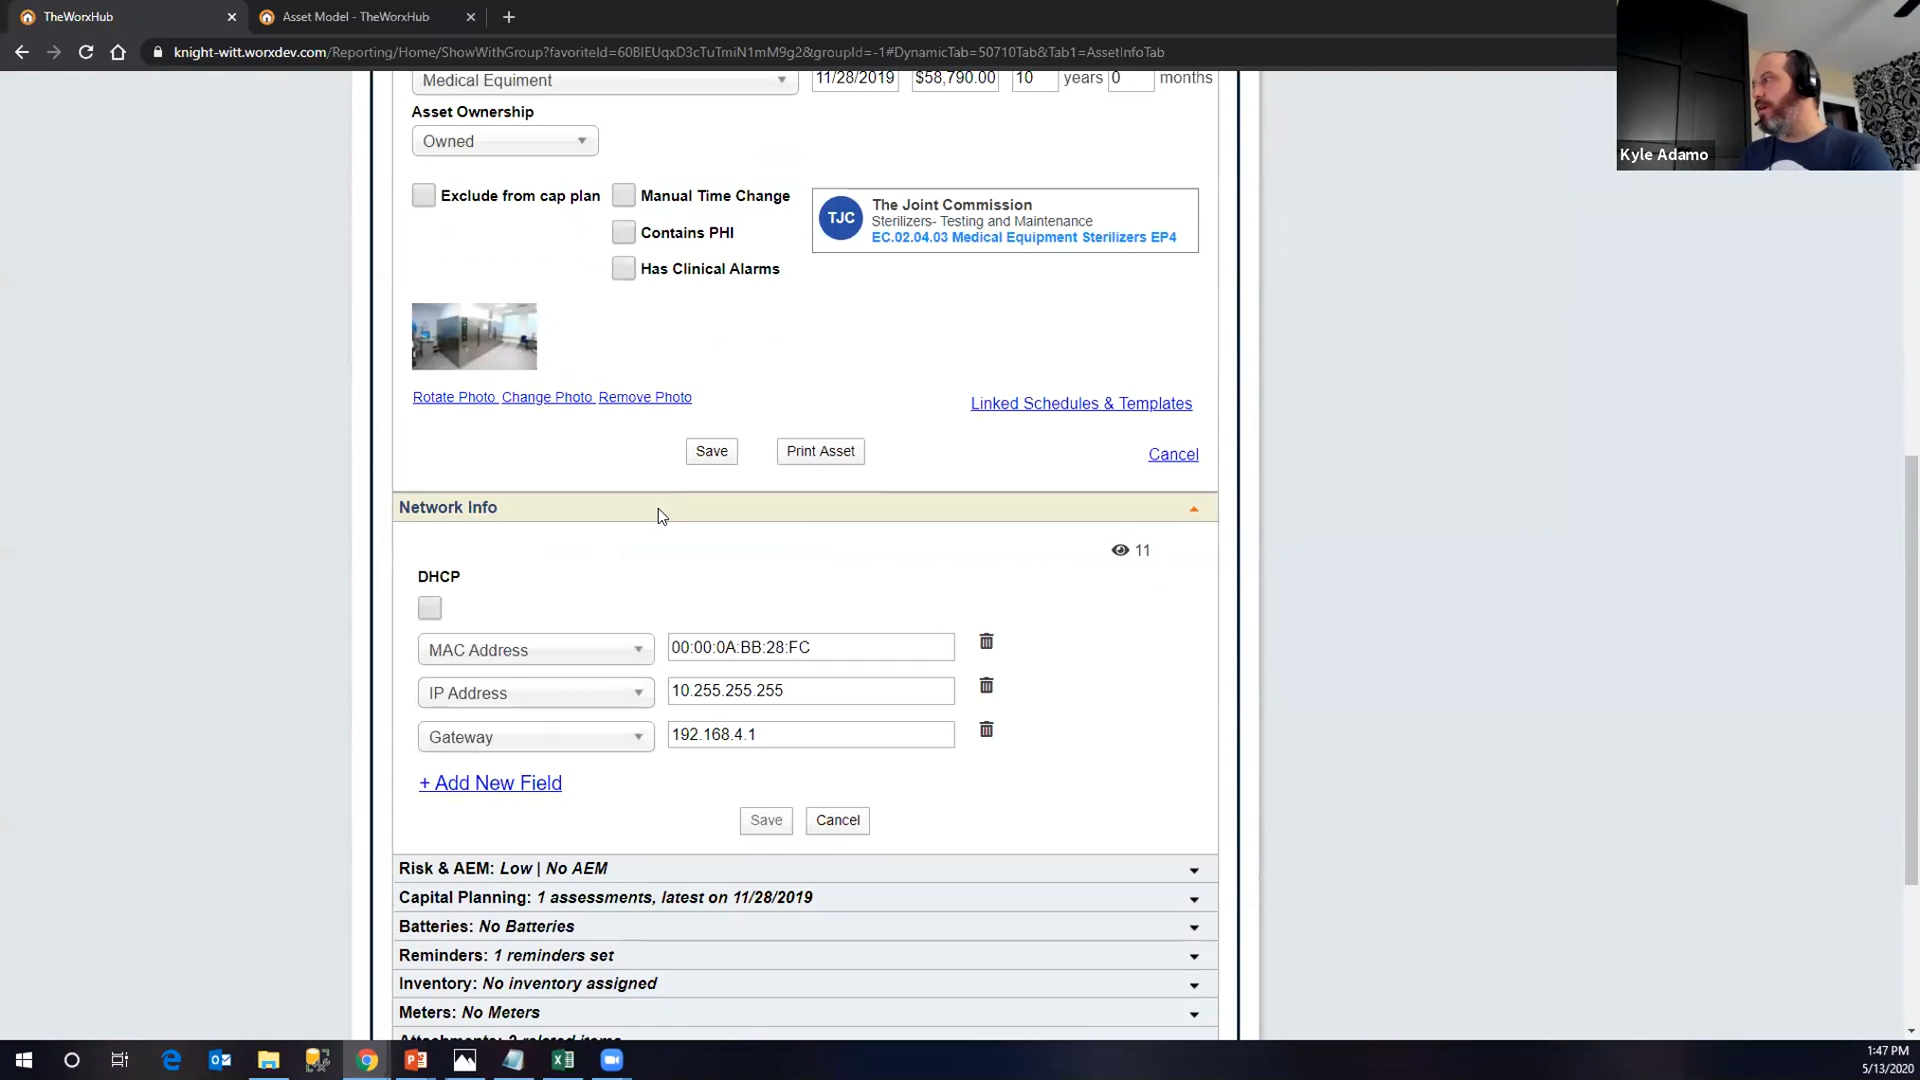 TheWorxHub
Asset Model - TheWorxHub
knight-witt.worxdev.com/Reporting/Home/ShowWithGroup?favoriteId=60BIEUqxD3cTuTmiN1mM9g2&groupId=-1#DynamicTab=50710Tab&Tab1=AssetInfoTab
Kyle Adamo
Medical Equiment 11/28/2019 $58,790.00 10 years 0 months
Asset Ownership
Owned
Exclude from cap plan
Manual Time Change
Contains PHI
Has Clinical Alarms
TJC
The Joint Commission
Sterilizers- Testing and Maintenance
EC.02.04.03 Medical Equipment Sterilizers EP4
Rotate Photo Change Photo Remove Photo
Linked Schedules & Templates
Save Print Asset Cancel
Network Info
11
DHCP
MAC Address 00:00:0A:BB:28:FC
IP Address 10.255.255.255
Gateway 192.168.4.1
+ Add New Field
Save Cancel
Risk & AEM: Low | No AEM
Capital Planning: 1 assessments, latest on 11/28/2019
Batteries: No Batteries
Reminders: 1 reminders set
Inventory: No inventory assigned
Meters: No Meters
Attachments: 2 related items
1:47 PM
5/13/2020